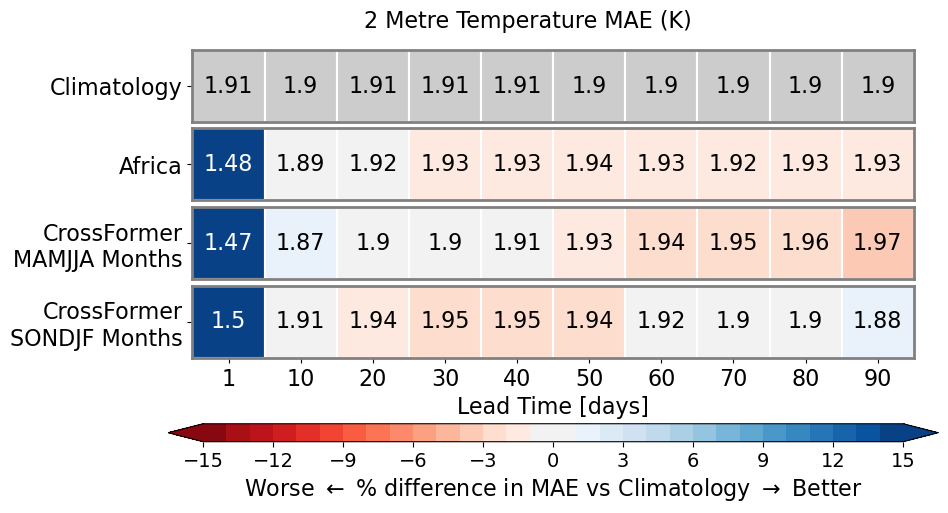 2 Metre Temperature MAE (K)
Climatology 1.91 1.9 1.91 1.91 1.91 1.9 1.9 1.9 1.9 1.9
Africa 1.48 1.89 1.92 1.93 1.93 1.94 1.93 1.92 1.93 1.93
CrossFormer
MAMJJA Months 1.47 1.87 1.9 1.9 1.91 1.93 1.94 1.95 1.96 1.97
CrossFormer
SONDJF Months 1.5 1.91 1.94 1.95 1.95 1.94 1.92 1.9 1.9 1.88
1 10 20 30 40 50 60 70 80 90
Lead Time [days]
−15 −12 −9 −6 −3 0 3 6 9 12 15
Worse ← % difference in MAE vs Climatology → Better